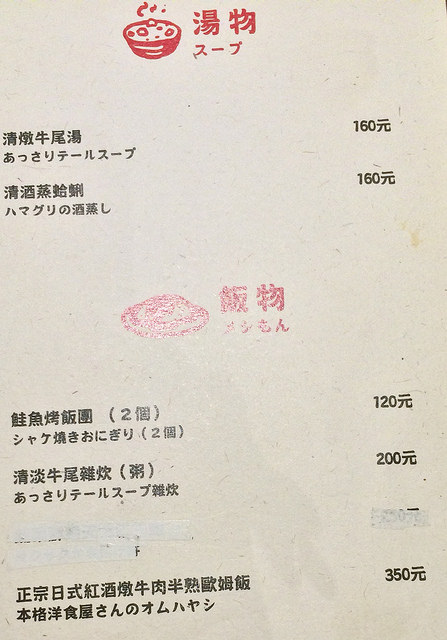 湯物
スープ
清燉牛尾湯
160元
あっさりテールスープ
清酒蒸蛤蜊
160元
ハマグリの酒蒸し
飯物
メシもん
鮭魚烤飯團（2個）
120元
シャケ焼きおにぎり（2個）
清淡牛尾雜炊（粥）
200元
あっさりテールスープ雜炊
正宗日式紅酒燉牛肉半熟歐姆飯
350元
本格洋食屋さんのオムハヤシ